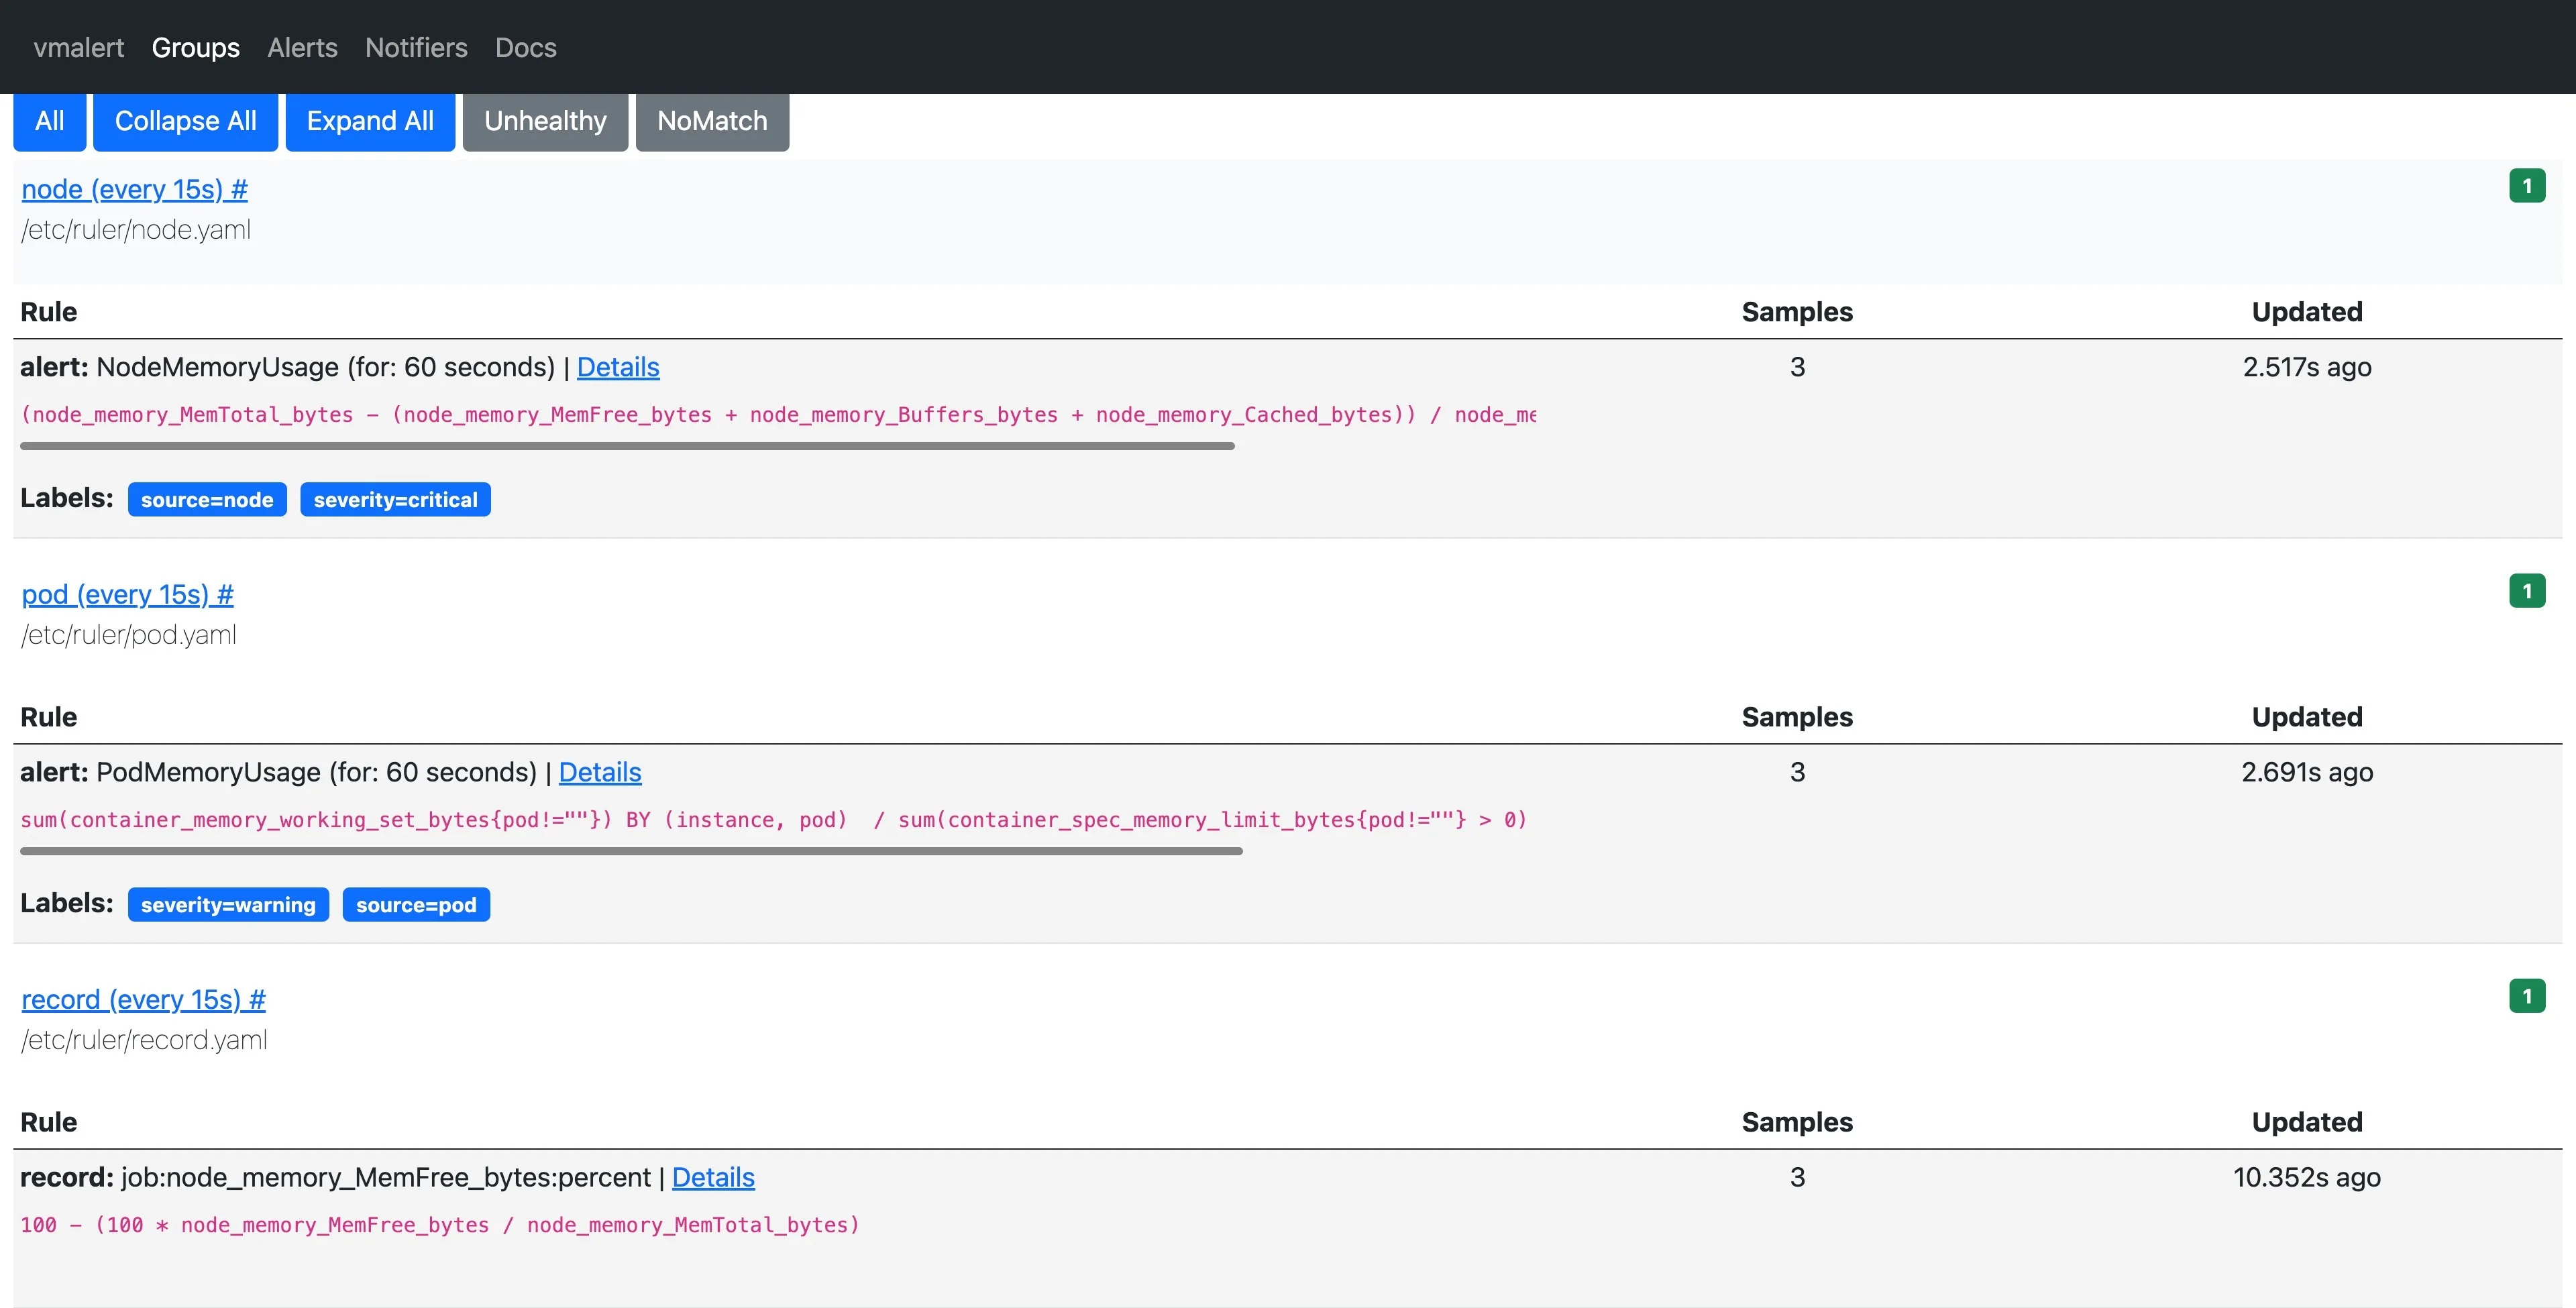 vmalert Groups Alerts Notifiers Docs
All Collapse All Expand All Unhealthy NoMatch
node (every 15s) # 1
/etc/ruler/node.yaml
Rule Samples Updated
alert: NodeMemoryUsage (for: 60 seconds) | Details 3 2.517s ago
(node_memory_MemTotal_bytes - (node_memory_MemFree_bytes + node_memory_Buffers_bytes + node_memory_Cached_bytes)) / node_me
Labels: source=node severity=critical
pod (every 15s) # 1
/etc/ruler/pod.yaml
Rule Samples Updated
alert: PodMemoryUsage (for: 60 seconds) | Details 3 2.691s ago
sum(container_memory_working_set_bytes{pod!=""}) BY (instance, pod)  / sum(container_spec_memory_limit_bytes{pod!=""} > 0)
Labels: severity=warning source=pod
record (every 15s) # 1
/etc/ruler/record.yaml
Rule Samples Updated
record: job:node_memory_MemFree_bytes:percent | Details 3 10.352s ago
100 - (100 * node_memory_MemFree_bytes / node_memory_MemTotal_bytes)